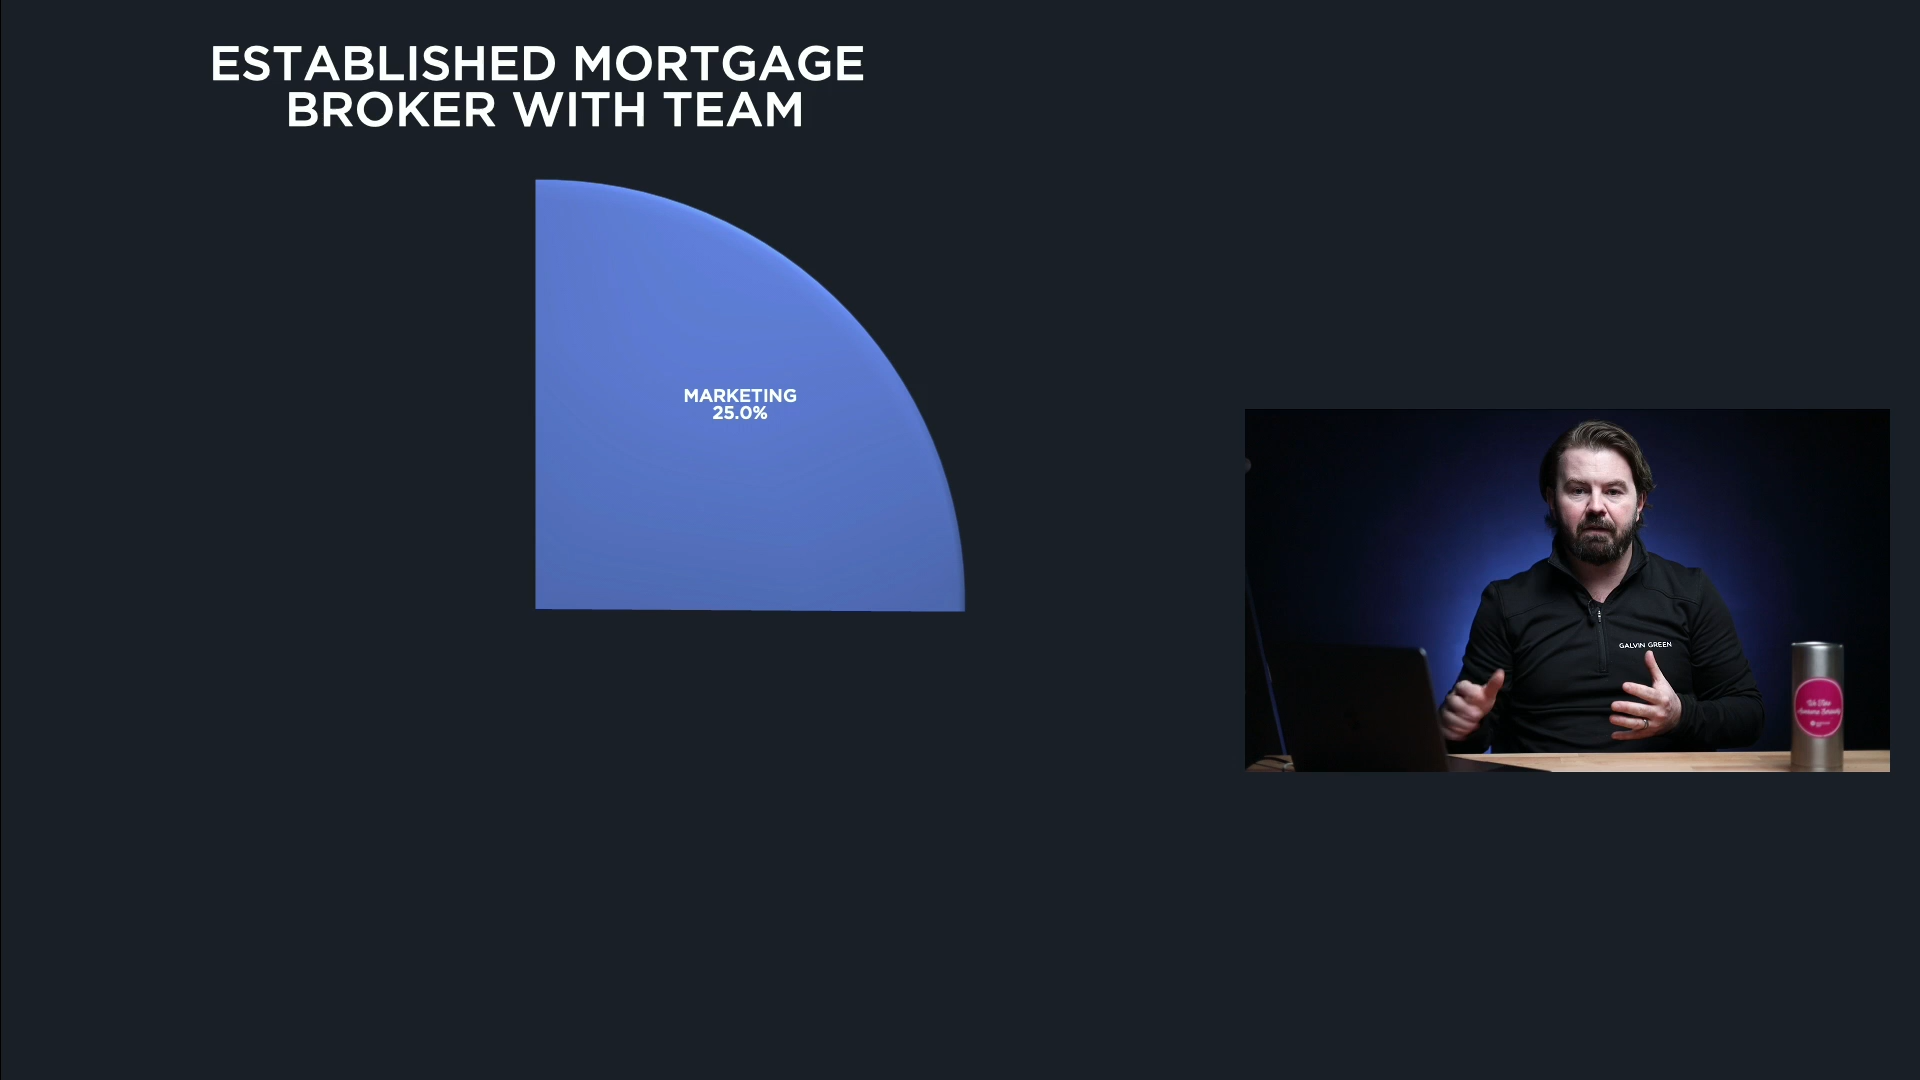 ESTABLISHED MORTGAGE
BROKER WITH TEAM
MARKETING
25.0%
GALVIN GREEN